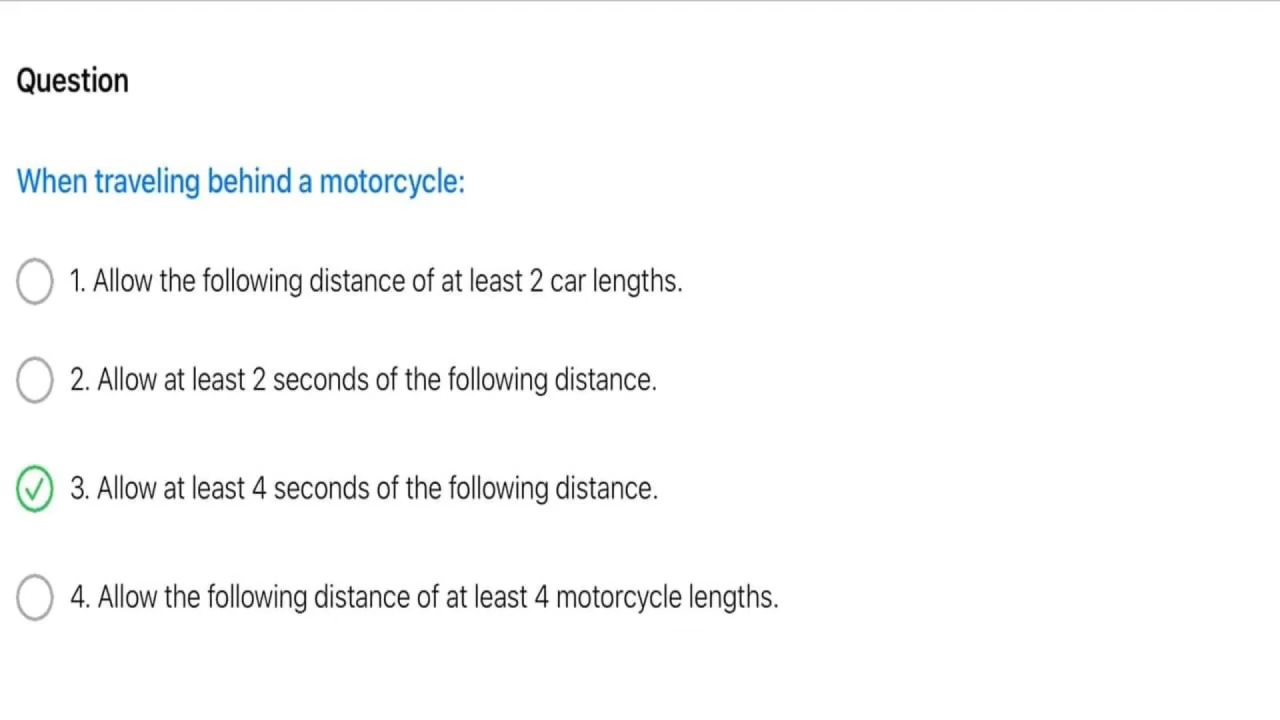 Question
When traveling behind a motorcycle:
1. Allow the following distance of at least 2 car lengths.
2. Allow at least 2 seconds of the following distance.
3. Allow at least 4 seconds of the following distance.
4. Allow the following distance of at least 4 motorcycle lengths.